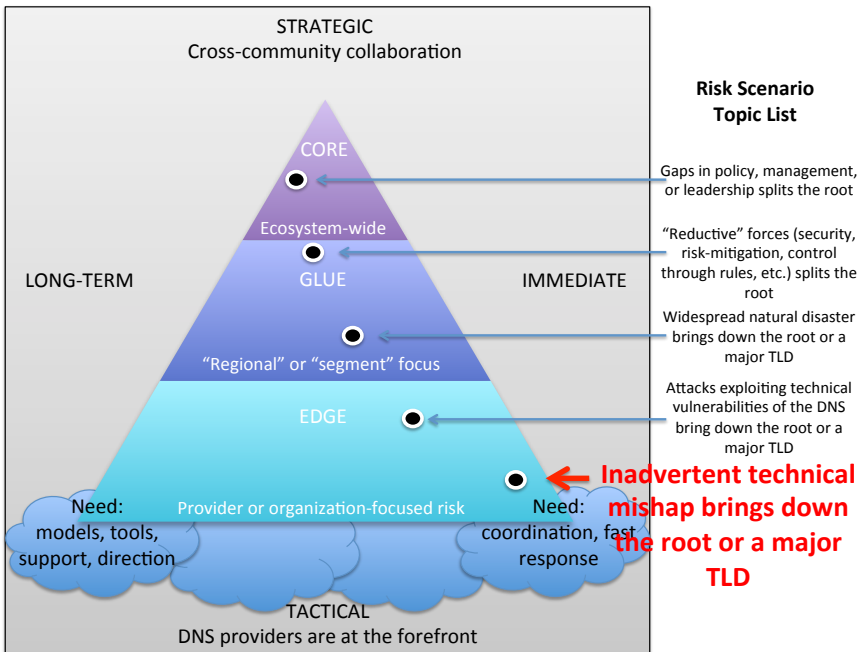 STRATEGIC
Cross-community collaboration
Risk Scenario
Topic List
CORE
Gaps in policy, management,
or leadership splits the root
Ecosystem-wide
“Reductive” forces (security,
risk-mitigation, control
through rules, etc.) splits the
root
LONG-TERM
GLUE
IMMEDIATE
Widespread natural disaster
brings down the root or a
major TLD
“Regional” or “segment” focus
Attacks exploiting technical
vulnerabilities of the DNS
bring down the root or a
major TLD
EDGE
Inadvertent technical
mishap brings down
the root or a major
TLD
Need:
models, tools,
support, direction
Provider or organization-focused risk
Need:
coordination, fast
response
TACTICAL
DNS providers are at the forefront